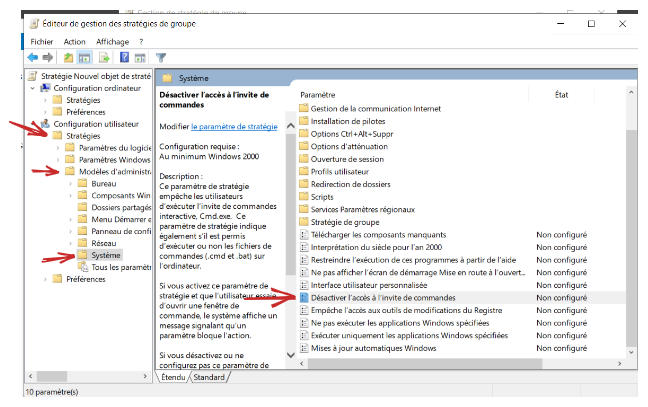 Gestion de stratégie de groupe
Éditeur de gestion des stratégies de groupe
Fichier Action Affichage ?
Stratégie Nouvel objet de straté
Configuration ordinateur
Stratégies
Préférences
Configuration utilisateur
Stratégies
Paramètres du logicie
Paramètres Windows
Modèles d'administra
Bureau
Composants Win
Dossiers partagés
Menu Démarrer e
Panneau de confi
Réseau
Système
Tous les paramètr
Préférences
Système
Désactiver l'accès à l'invite de
commandes
Modifier le paramètre de stratégie
Configuration requise :
Au minimum Windows 2000
Description :
Ce paramètre de stratégie
empêche les utilisateurs
d'exécuter l'invite de commandes
interactive, Cmd.exe. Ce
paramètre de stratégie indique
également s'il est permis
d'exécuter ou non les fichiers de
commandes (.cmd et .bat) sur
l'ordinateur.
Si vous activez ce paramètre de
stratégie et que l'utilisateur essaie
d'ouvrir une fenêtre de
commande, le système affiche un
message signalant qu'un
paramètre bloque l'action.
Si vous désactivez ou ne
configurez pas ce paramètre de
Paramètre État
Gestion de la communication Internet
Installation de pilotes
Options Ctrl+Alt+Suppr
Options d'atténuation
Ouverture de session
Profils utilisateur
Redirection de dossiers
Scripts
Services Paramètres régionaux
Stratégie de groupe
Télécharger les composants manquants Non configuré
Interprétation du siècle pour l'an 2000 Non configuré
Restreindre l'exécution de ces programmes à partir de l'aide Non configuré
Ne pas afficher l'écran de démarrage Mise en route à l'ouvert... Non configuré
Interface utilisateur personnalisée Non configuré
Désactiver l'accès à l'invite de commandes Non configuré
Empêche l'accès aux outils de modifications du Registre Non configuré
Ne pas exécuter les applications Windows spécifiées Non configuré
Exécuter uniquement les applications Windows spécifiées Non configuré
Mises à jour automatiques Windows Non configuré
Étendu Standard
10 paramètre(s)